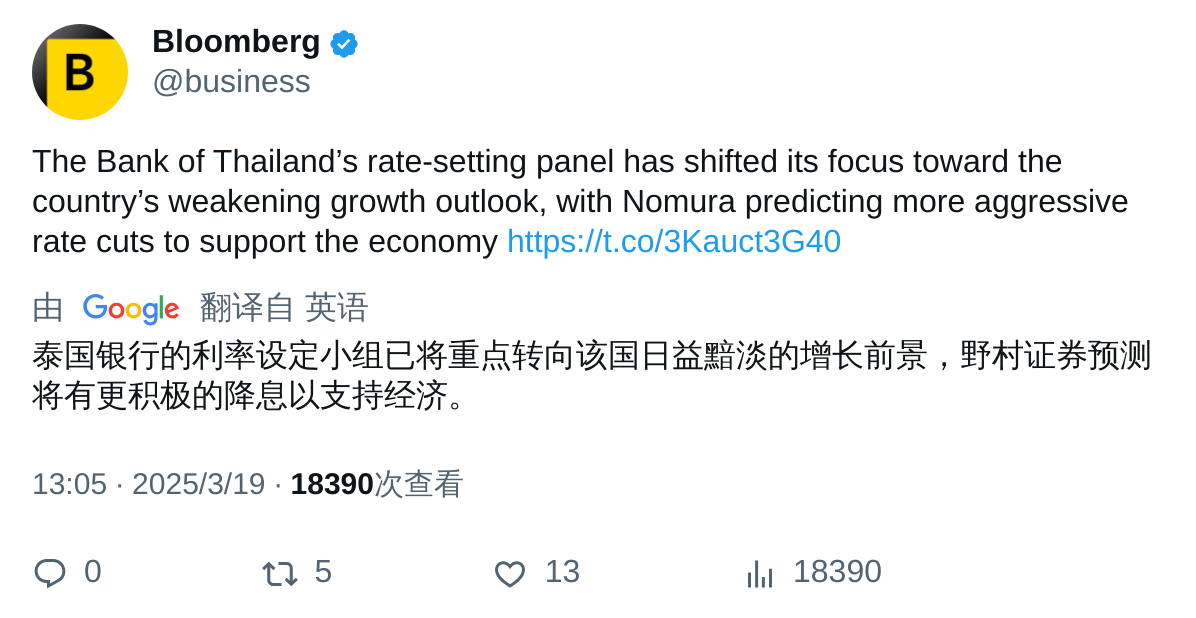 B
Bloomberg
@business
The Bank of Thailand’s rate-setting panel has shifted its focus toward the
country’s weakening growth outlook, with Nomura predicting more aggressive
rate cuts to support the economy https://t.co/3Kauct3G40
由 Google 翻译自 英语
泰国银行的利率设定小组已将重点转向该国日益黯淡的增长前景，野村证券预测
将有更积极的降息以支持经济。
13:05 · 2025/3/19 · 18390次查看
0 5 13 18390